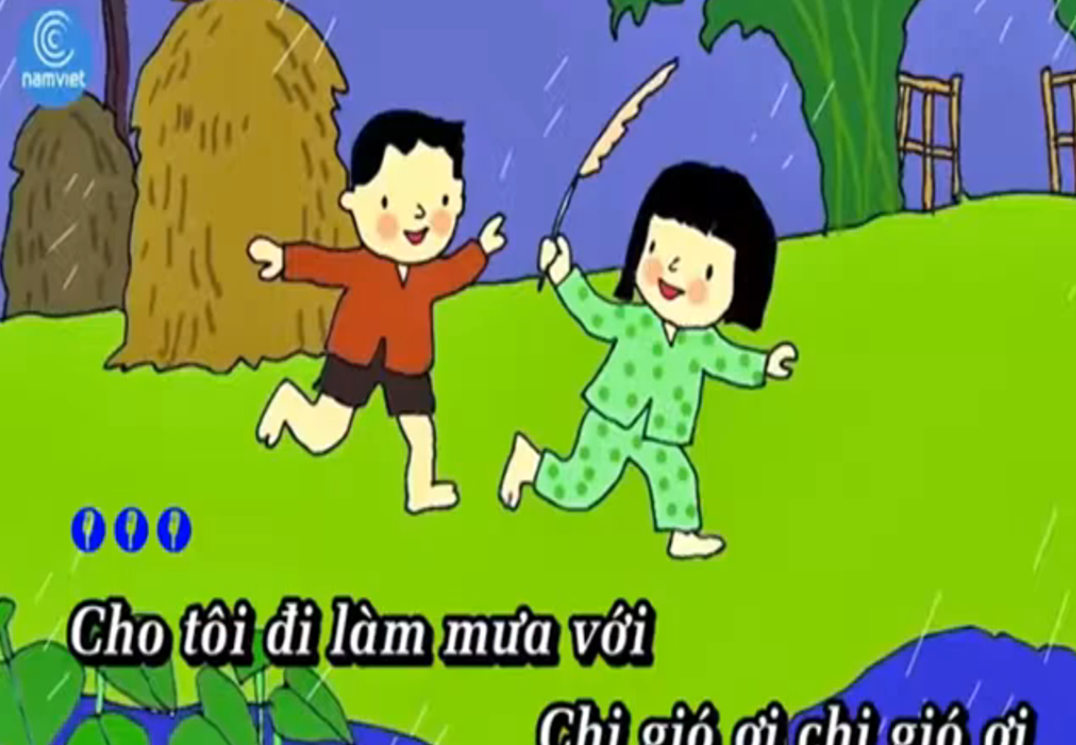 namviet
Cho tôi đi làm mưa với
Chị gió ơi chị gió ơi